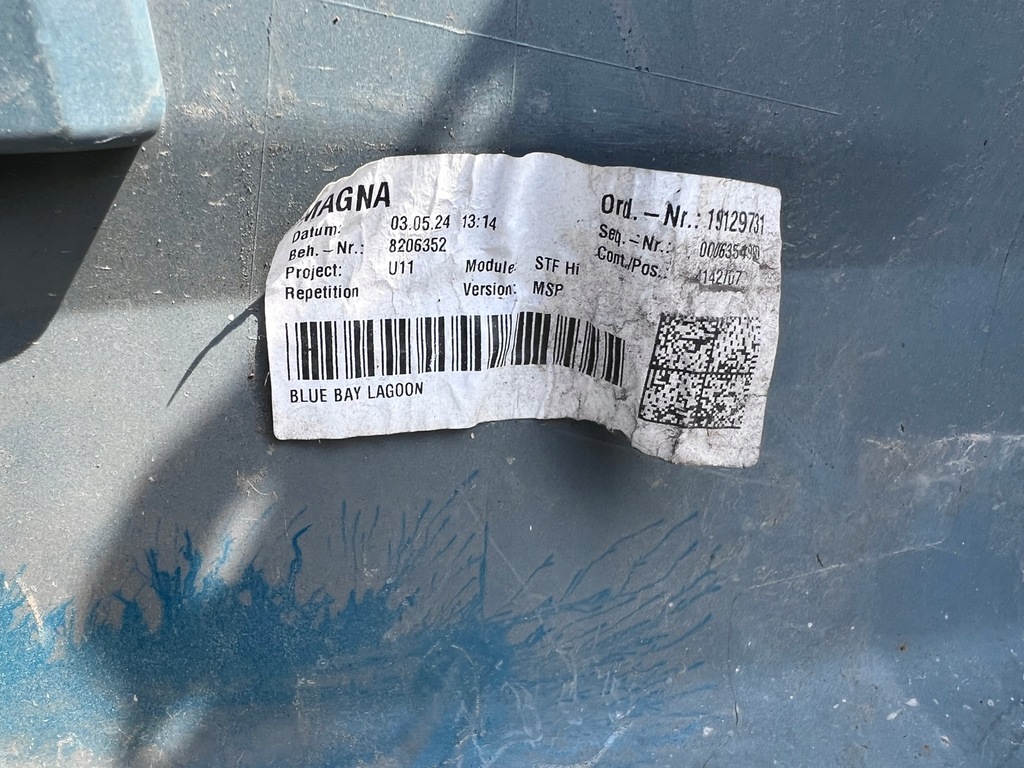 MAGNA
Datum: 03.05.24 13:14
Beh.-Nr.: 8206352
Project: U11 Module: STF Hi
Repetition Version: MSP
Ord.-Nr.: 19129731
Seq.-Nr.:
Cont./Pos.:
BLUE BAY LAGOON